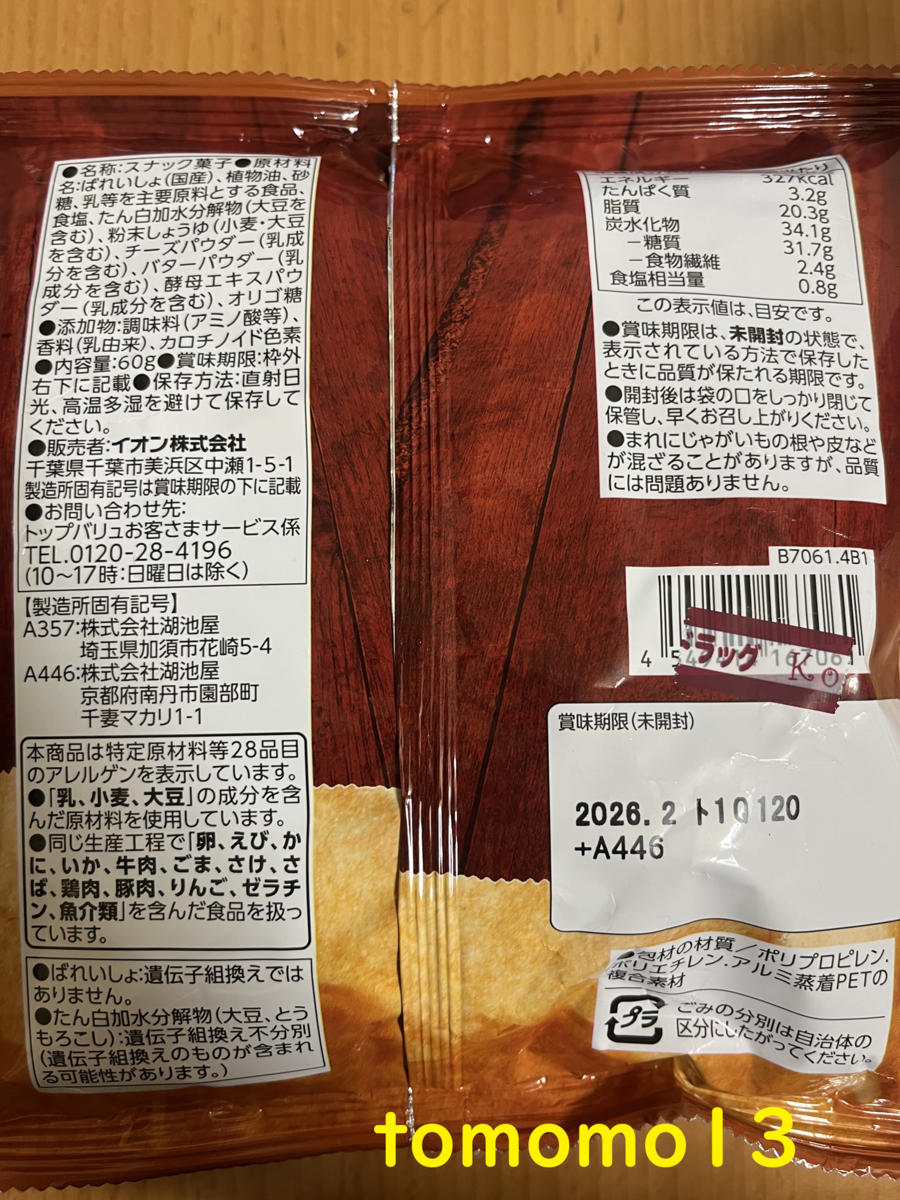 ●名称:スナック菓子●原材料
名:ばれいしょ(国産)、植物油、砂
糖、乳等を主要原料とする食品、
食塩、たん白加水分解物(大豆を
含む)、粉末しょうゆ(小麦・大豆
を含む)、チーズパウダー(乳成
分を含む)、バターパウダー(乳
成分を含む)、酵母エキスパウ
ダー(乳成分を含む)、オリゴ糖
●添加物:調味料(アミノ酸等)、
香料(乳由来)、カロチノイド色素
●内容量:60g●賞味期限:枠外
右下に記載●保存方法:直射日
光、高温多湿を避けて保存して
ください。
●販売者:イオン株式会社
千葉県千葉市美浜区中瀬1-5-1
製造所固有記号は賞味期限の下に記載
●お問い合わせ先:
トップバリュお客さまサービス係
TEL.0120-28-4196
(10〜17時:日曜日は除く)
【製造所固有記号】
A357:株式会社湖池屋
埼玉県加須市花崎5-4
A446:株式会社湖池屋
京都府南丹市園部町
千妻マカリ1-1
本商品は特定原材料等28品目
のアレルゲンを表示しています。
●「乳、小麦、大豆」の成分を含
んだ原材料を使用しています。
●同じ生産工程で「卵、えび、か
に、いか、牛肉、ごま、さけ、さ
ば、鶏肉、豚肉、りんご、ゼラチ
ン、魚介類」を含んだ食品を扱っ
ています。
●ばれいしょ:遺伝子組換えでは
ありません。
●たん白加水分解物(大豆、とう
もろこし):遺伝子組換え不分別
(遺伝子組換えのものが含まれ
る可能性があります。)
エネルギー 327kcal
たんぱく質 3.2g
脂質 20.3g
炭水化物 34.1g
－糖質 31.7g
－食物繊維 2.4g
食塩相当量 0.8g
この表示値は、目安です。
●賞味期限は、未開封の状態で、
表示されている方法で保存した
ときに品質が保たれる期限です。
●開封後は袋の口をしっかり閉じて
保管し、早くお召し上がりください。
●まれにじゃがいもの根や皮など
が混ざることがありますが、品質
には問題ありません。
B7061.4B1
ラッグ
賞味期限(未開封)
2026. 2 ト1Q120
+A446
●包材の材質/ポリプロピレン、
ポリエチレン、アルミ蒸着PETの
複合素材
プラ
ごみの分別は自治体の
区分にしたがってください。
tomomo13